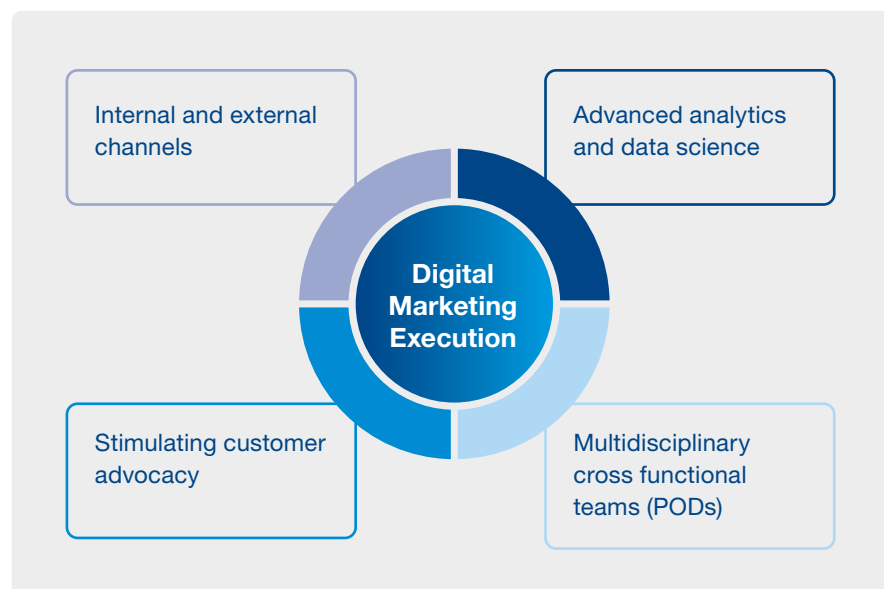 Internal and external
channels
Advanced analytics
and data science
Digital
Marketing
Execution
Stimulating customer
advocacy
Multidisciplinary
cross functional
teams (PODs)